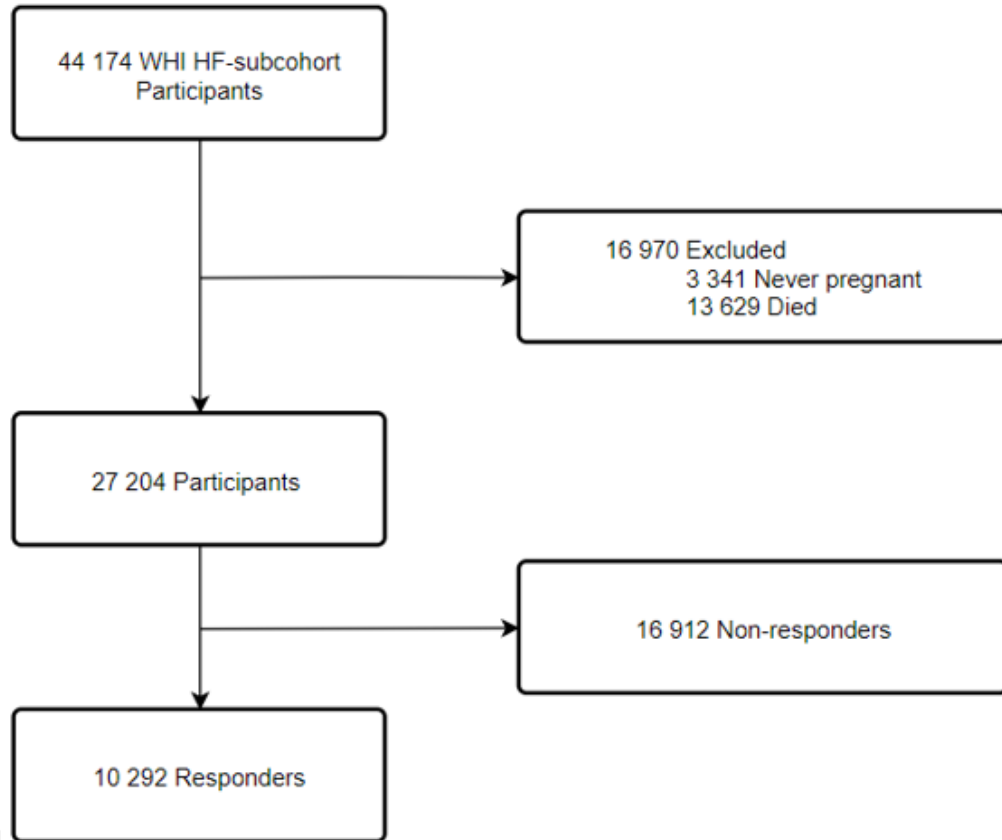 44 174 WHI HF-subcohort
Participants
16 970 Excluded
3 341 Never pregnant
13 629 Died
27 204 Participants
16 912 Non-responders
10 292 Responders